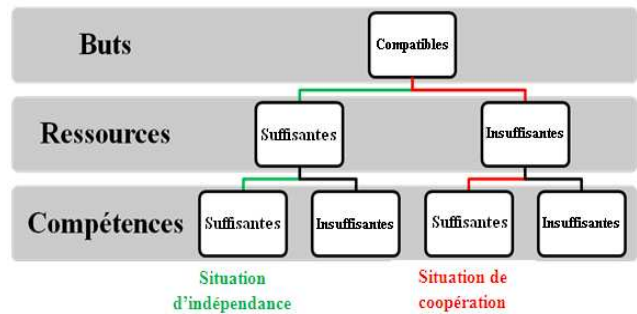 Buts
Compatibles
Ressources
Suffisantes
Insuffisantes
Compétences
Suffisantes
Insuffisantes
Suffisantes
Insuffisantes
Situation
d'indépendance
Situation de
coopération